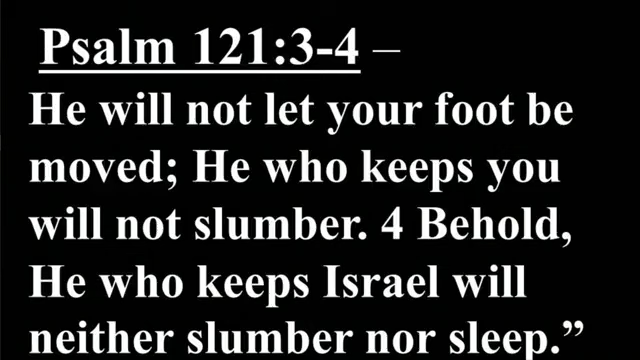 Psalm 121:3-4 –
He will not let your foot be
moved; He who keeps you
will not slumber. 4 Behold,
He who keeps Israel will
neither slumber nor sleep.”